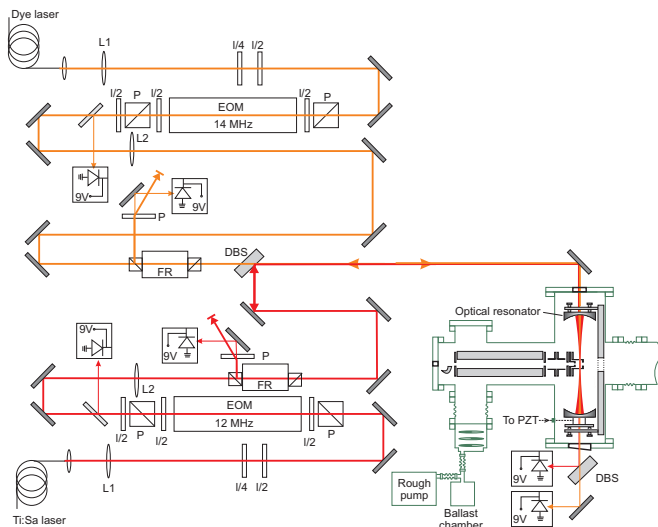 Dye laser
L1
l/4
l/2
l/2
P
l/2
EOM
14 MHz
l/2
P
L2
9V
9V
P
DBS
FR
Optical resonator
9V
9V
P
L2
FR
l/2
P
l/2
EOM
12 MHz
l/2
P
To PZT
L1
l/4
l/2
Ti:Sa laser
Rough
pump
Ballast
chamber
9V
DBS
9V